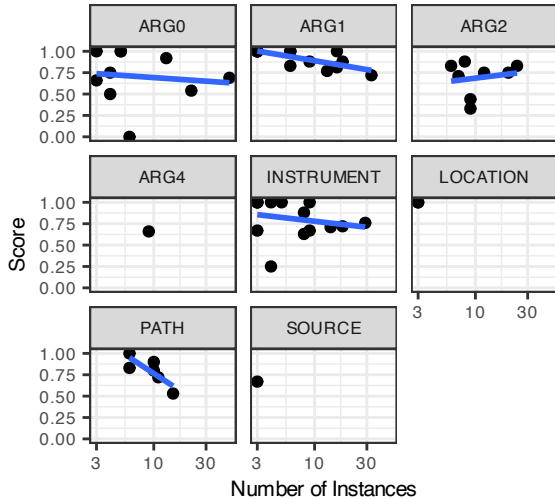 ARG0 ARG1 ARG2
1.00
0.75
0.50
0.25
0.00
ARG4 INSTRUMENT LOCATION
1.00
0.75
0.50
0.25
0.00
3 10 30
PATH SOURCE
1.00
0.75
0.50
0.25
0.00
3 10 30 3 10 30
Score
Number of Instances